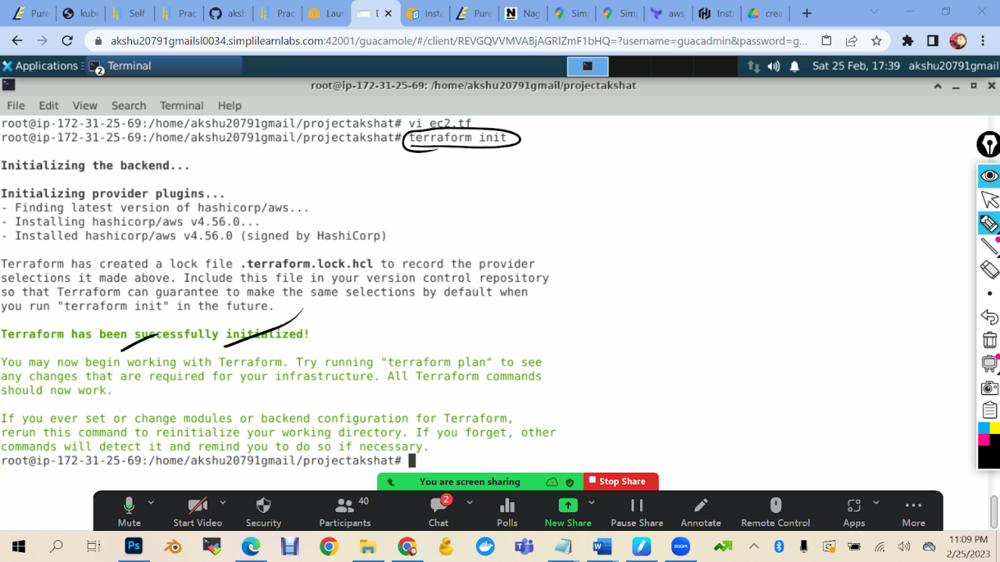 Pure
kube
Self
Prac
aksh
Prac
Laun
D
Insta
Pure
Nag
Simp
Simp
aws_
Insta
crea
akshu20791gmailsl0034.simplilearnlabs.com:42001/guacamole/#/client/REVGQVVMVABjAGRlZmF1bHQ=?username=guacadmin&password=g...
Applications
2 Terminal
Sat 25 Feb, 17:39 akshu20791gmail
root@ip-172-31-25-69: /home/akshu20791gmail/projectakshat
File Edit View Search Terminal Help
root@ip-172-31-25-69:/home/akshu20791gmail/projectakshat# vi ec2.tf
root@ip-172-31-25-69:/home/akshu20791gmail/projectakshat# terraform init
Initializing the backend...
Initializing provider plugins...
- Finding latest version of hashicorp/aws...
- Installing hashicorp/aws v4.56.0...
- Installed hashicorp/aws v4.56.0 (signed by HashiCorp)
Terraform has created a lock file .terraform.lock.hcl to record the provider
selections it made above. Include this file in your version control repository
so that Terraform can guarantee to make the same selections by default when
you run "terraform init" in the future.
Terraform has been successfully initialized!
You may now begin working with Terraform. Try running "terraform plan" to see
any changes that are required for your infrastructure. All Terraform commands
should now work.
If you ever set or change modules or backend configuration for Terraform,
rerun this command to reinitialize your working directory. If you forget, other
commands will detect it and remind you to do so if necessary.
root@ip-172-31-25-69:/home/akshu20791gmail/projectakshat#
You are screen sharing
Stop Share
40
2
Mute
Start Video
Security
Participants
Chat
Polls
New Share
Pause Share
Annotate
Remote Control
Apps
More
Ps
W
zoom
11:09 PM
2/25/2023